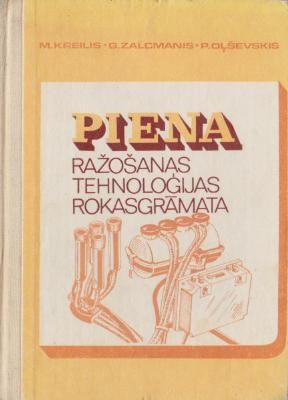 M.KREILIS · G.ZALCMANIS · P.OĻŠEVSKIS
PIENA
RAŽOŠANAS
TEHNOLOĢIJAS
ROKASGRĀMATA